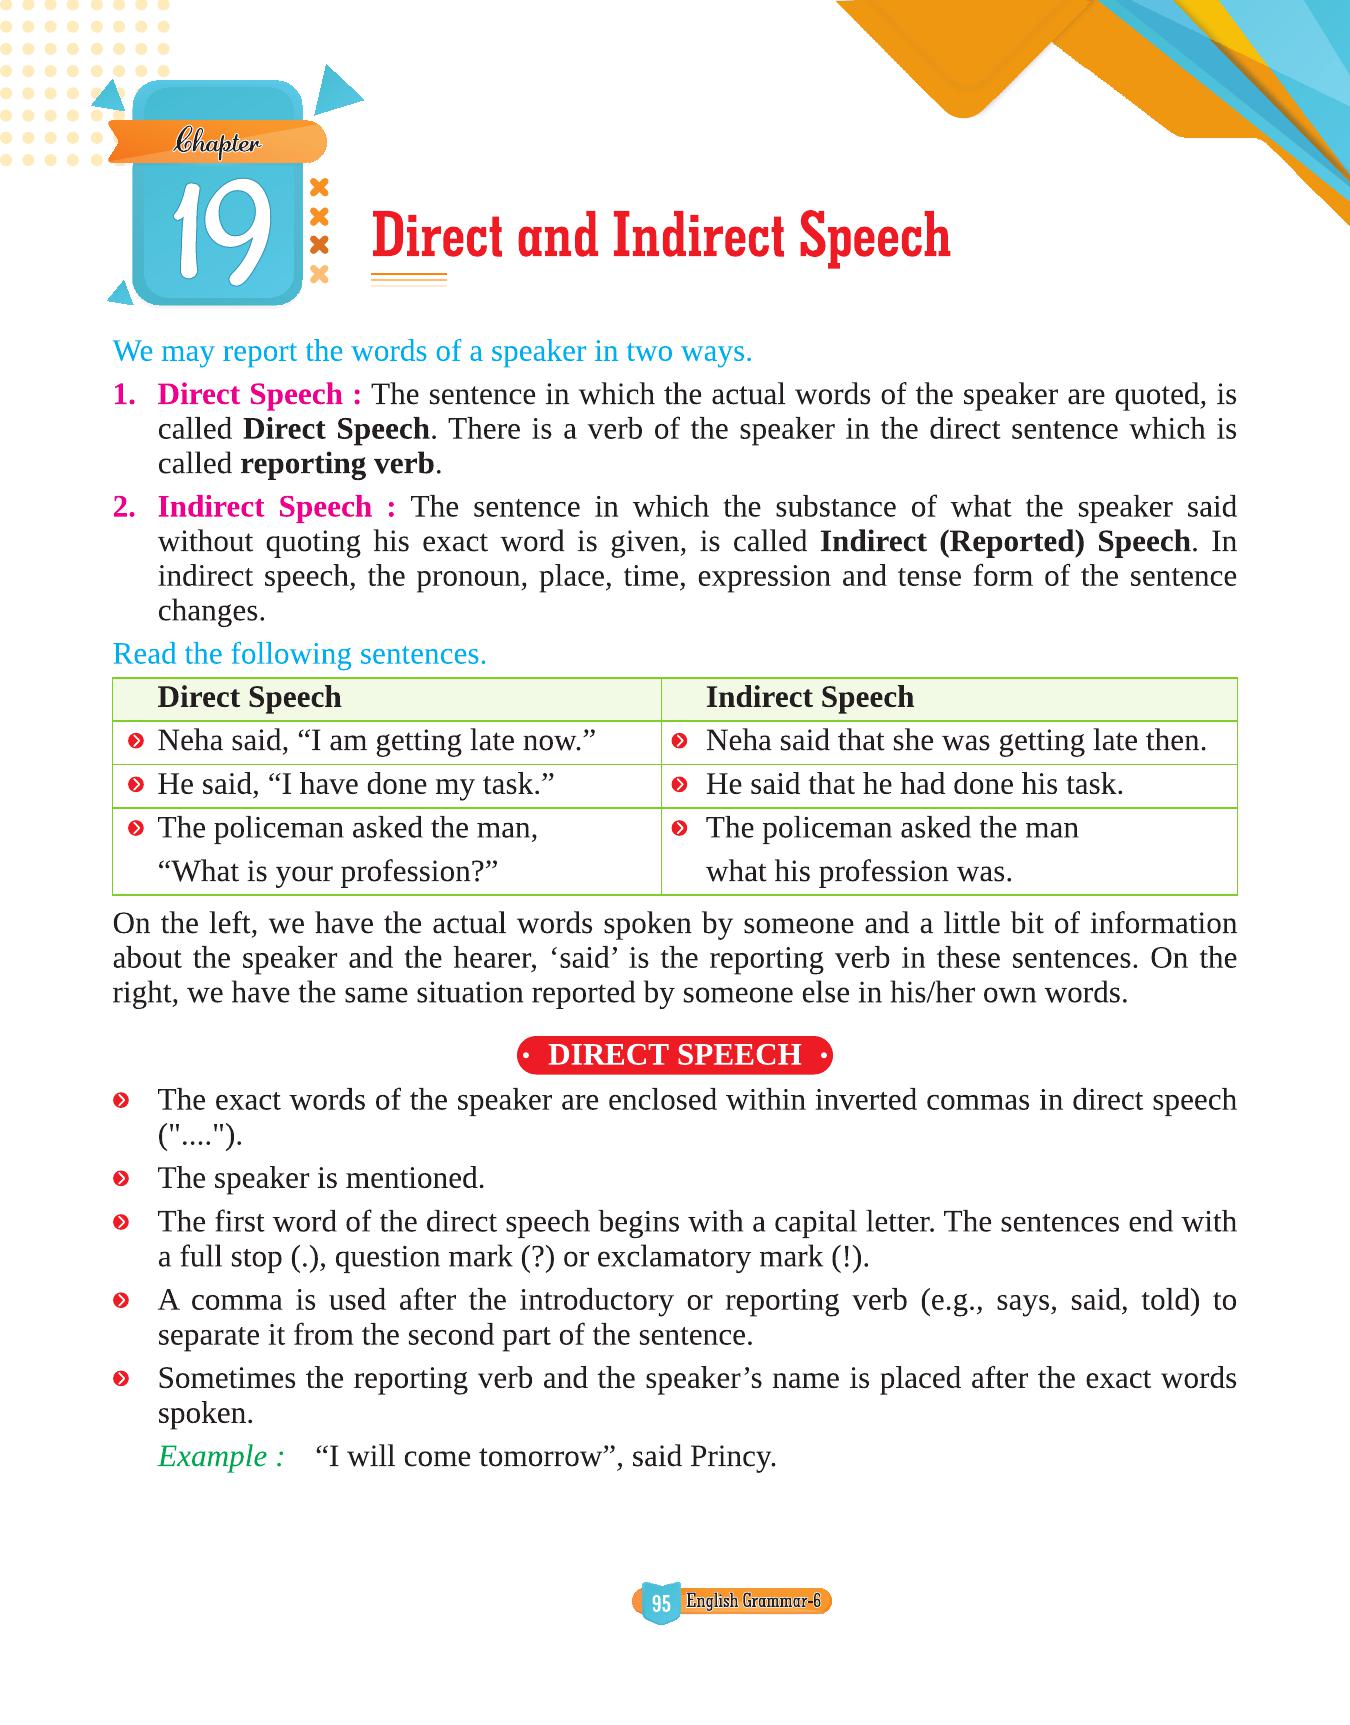 Chapter
19
Direct and Indirect Speech
We may report the words of a speaker in two ways.
1. Direct Speech : The sentence in which the actual words of the speaker are quoted, is
called Direct Speech. There is a verb of the speaker in the direct sentence which is
called reporting verb.
2. Indirect Speech : The sentence in which the substance of what the speaker said
without quoting his exact word is given, is called Indirect (Reported) Speech. In
indirect speech, the pronoun, place, time, expression and tense form of the sentence
changes.
Read the following sentences.
Direct Speech Indirect Speech
Neha said, “I am getting late now.” Neha said that she was getting late then.
He said, “I have done my task.” He said that he had done his task.
The policeman asked the man, The policeman asked the man
“What is your profession?” what his profession was.
On the left, we have the actual words spoken by someone and a little bit of information
about the speaker and the hearer, ‘said’ is the reporting verb in these sentences. On the
right, we have the same situation reported by someone else in his/her own words.
DIRECT SPEECH
The exact words of the speaker are enclosed within inverted commas in direct speech
("....").
The speaker is mentioned.
The first word of the direct speech begins with a capital letter. The sentences end with
a full stop (.), question mark (?) or exclamatory mark (!).
A comma is used after the introductory or reporting verb (e.g., says, said, told) to
separate it from the second part of the sentence.
Sometimes the reporting verb and the speaker’s name is placed after the exact words
spoken.
Example : “I will come tomorrow”, said Princy.
95 English Grammar-6